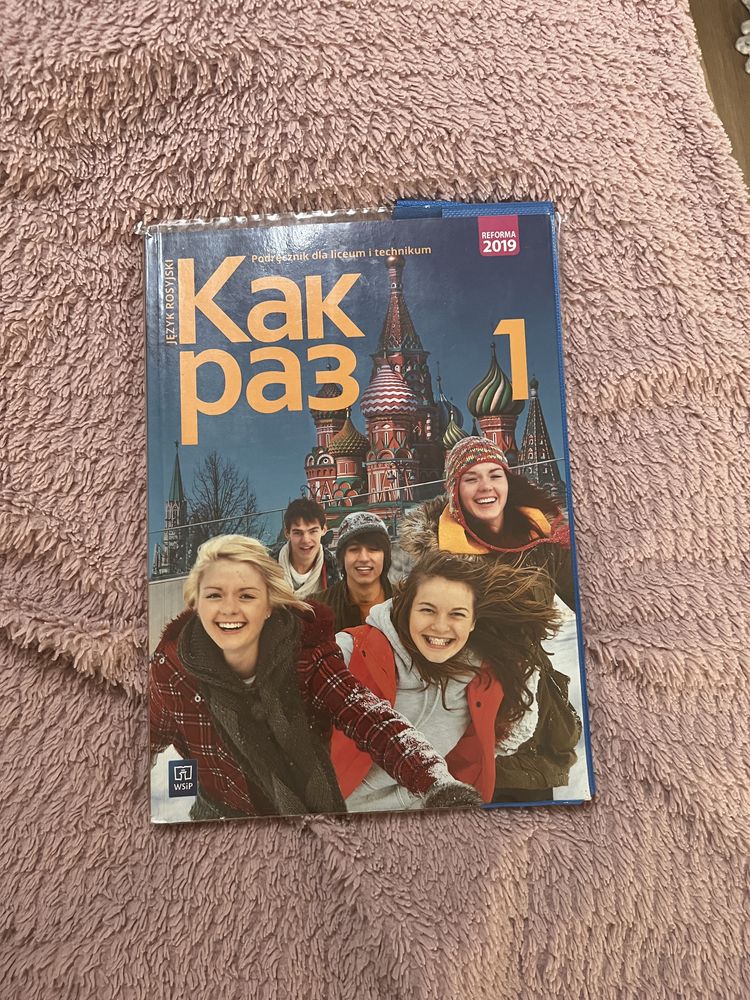 JĘZYK ROSYJSKI
Podręcznik dla liceum i technikum
REFORMA
2019
Как
раз
1
WSiP